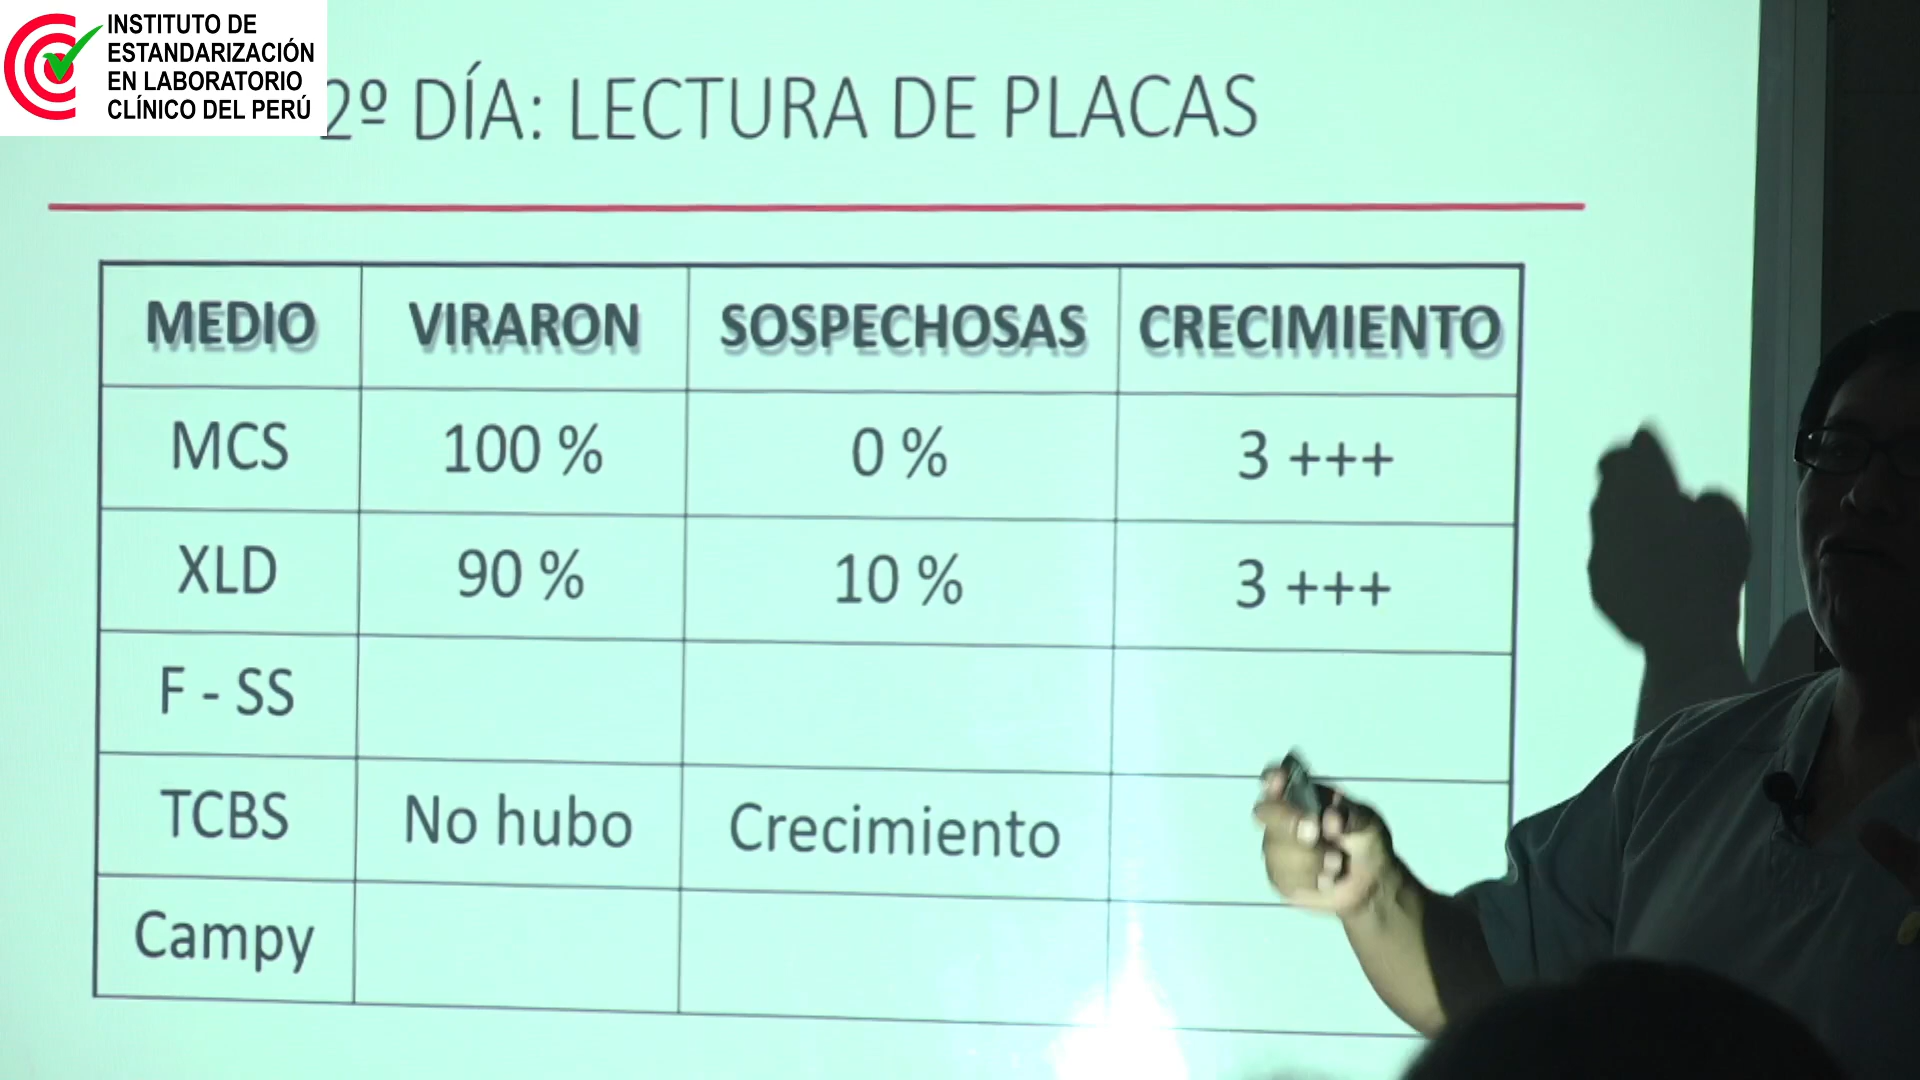 INSTITUTO DE
ESTANDARIZACIÓN
EN LABORATORIO
CLÍNICO DEL PERÚ
2º DÍA: LECTURA DE PLACAS
MEDIO VIRARON SOSPECHOSAS CRECIMIENTO
MCS 100 % 0 % 3 +++
XLD 90 % 10 % 3 +++
F - SS
TCBS No hubo Crecimiento
Campy